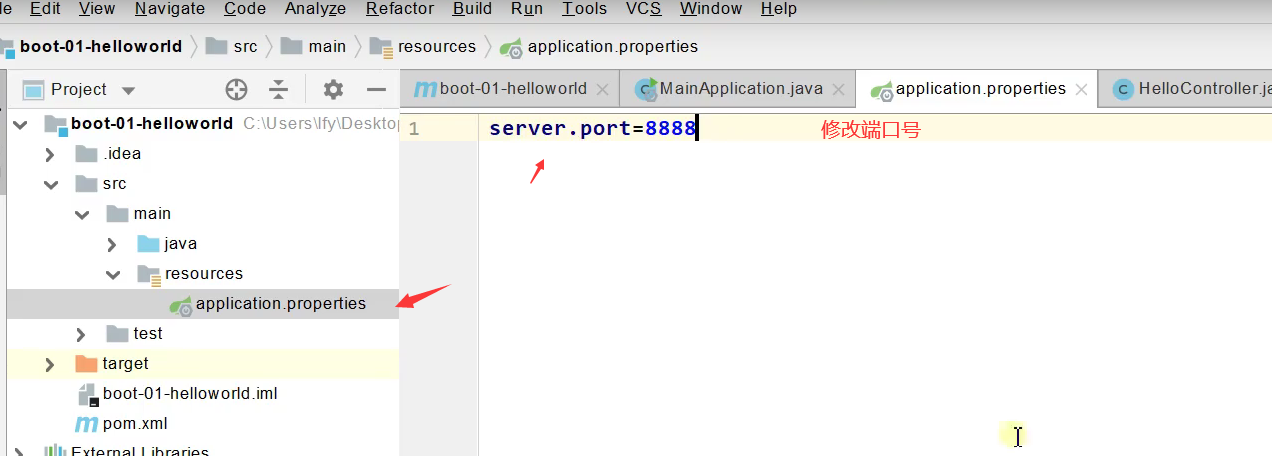 le Edit View Navigate Code Analyze Refactor Build Run Tools VCS Window Help
boot-01-helloworld src main resources application.properties
Project
boot-01-helloworld MainApplication.java application.properties HelloController.ja
boot-01-helloworld C:\Users\lfy\Deskto
1 server.port=8888 修改端口号
.idea
src
main
java
resources
application.properties
test
target
boot-01-helloworld.iml
pom.xml
External Libraries